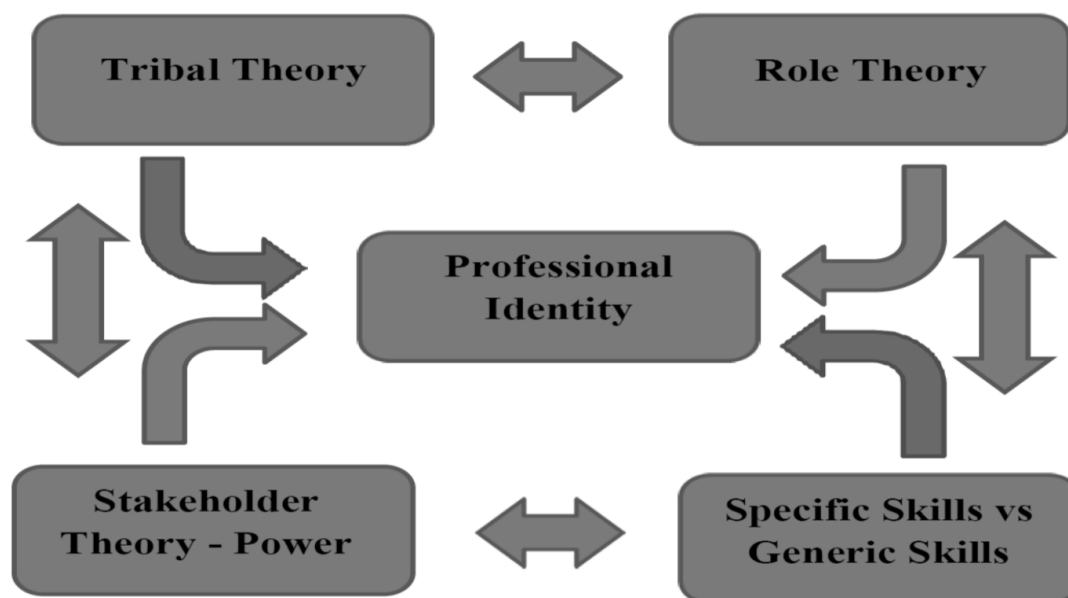 Tribal Theory
Role Theory
Professional
Identity
Stakeholder
Theory - Power
Specific Skills vs
Generic Skills